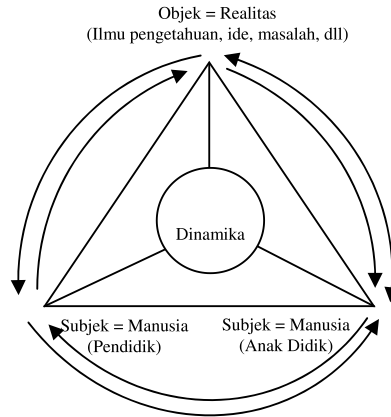 Objek = Realitas
(Ilmu pengetahuan, ide, masalah, dll)
Dinamika
Subjek = Manusia
(Pendidik)
Subjek = Manusia
(Anak Didik)